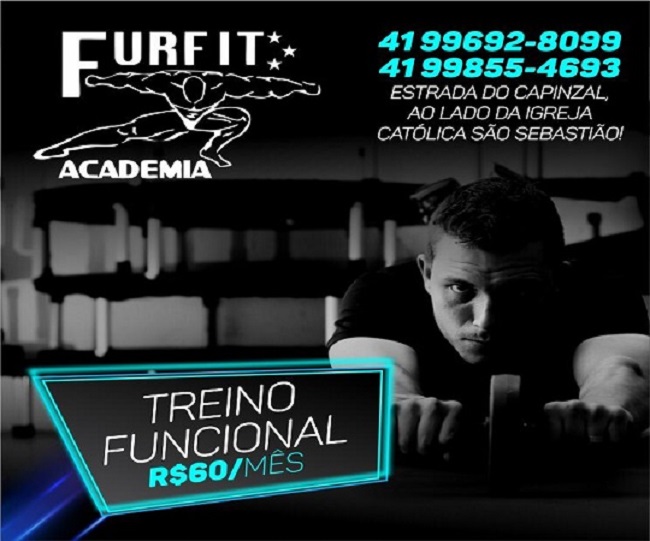 FURFIT
ACADEMIA
41 99692-8099
41 99855-4693
ESTRADA DO CAPINZAL,
AO LADO DA IGREJA
CATÓLICA SÃO SEBASTIÃO!
TREINO
FUNCIONAL
R$60/MÊS